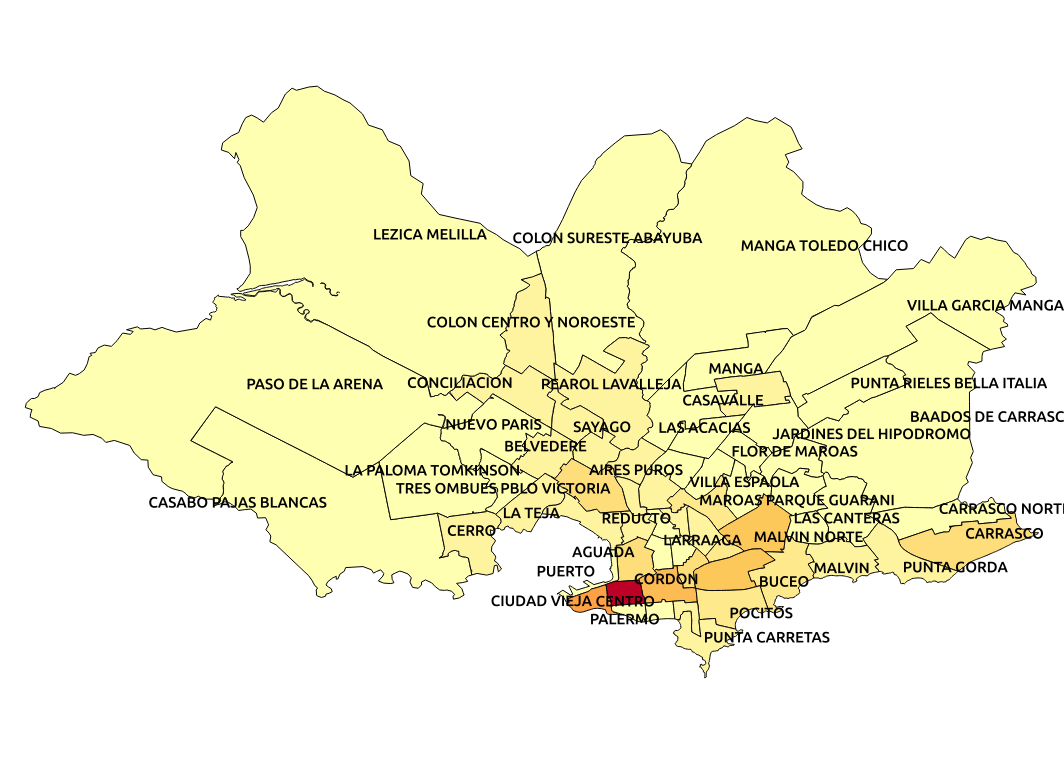 LEZICA MELILLA
COLON SURESTE ABAYUBA
MANGA TOLEDO CHICO
VILLA GARCIA MANGA
COLON CENTRO Y NOROESTE
MANGA
PASO DE LA ARENA
CONCILIACION
PEAROL LAVALLEJA
PUNTA RIELES BELLA ITALIA
CASAVALLE
BAADOS DE CARRASC
NUEVO PARIS
SAYAGO
LAS ACACIAS
JARDINES DEL HIPODROMO
BELVEDERE
FLOR DE MAROAS
LA PALOMA TOMKINSON
AIRES PUROS
VILLA ESPAOLA
TRES OMBUES PBLO VICTORIA
CASABO PAJAS BLANCAS
MAROAS PARQUE GUARANI
CARRASCO NORTE
LA TEJA
REDUCTO
LAS CANTERAS
CERRO
LARRAAGA
MALVIN NORTE
CARRASCO
AGUADA
PUERTO
CORDON
BUCEO
MALVIN
PUNTA GORDA
CIUDAD VIEJA
CENTRO
PALERMO
POCITOS
PUNTA CARRETAS